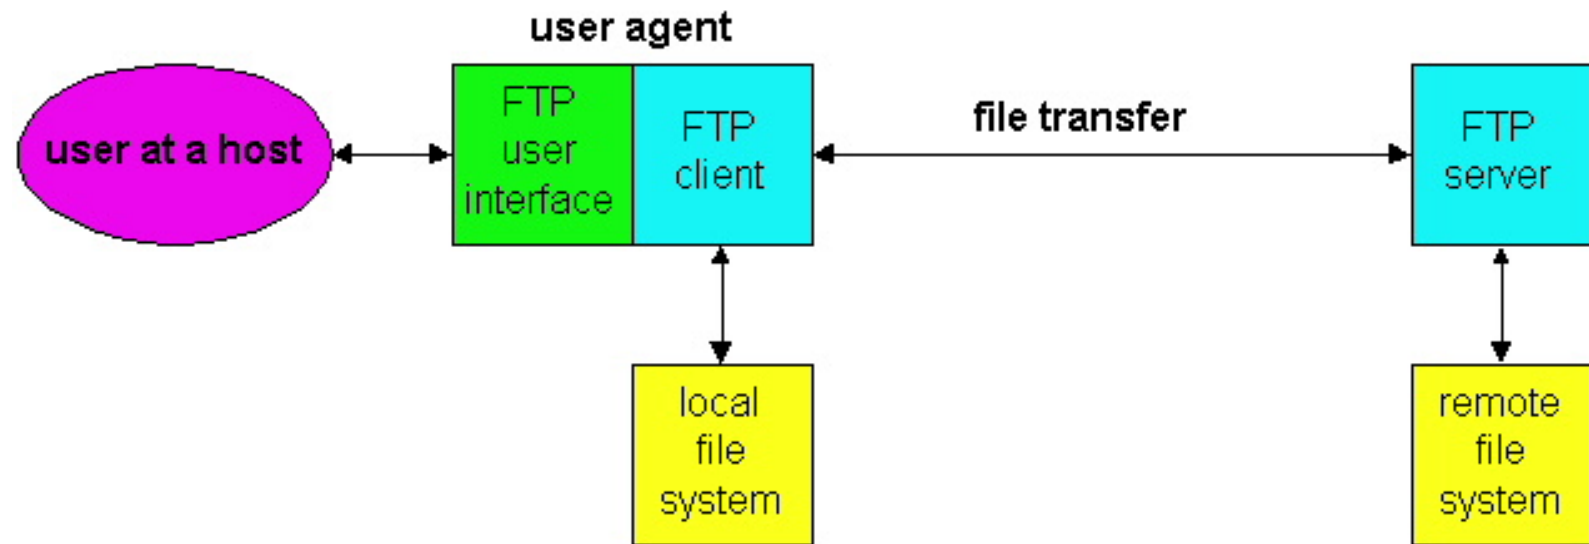 user agent
user at a host
FTP
user
interface
FTP
client
file transfer
FTP
server
local
file
system
remote
file
system